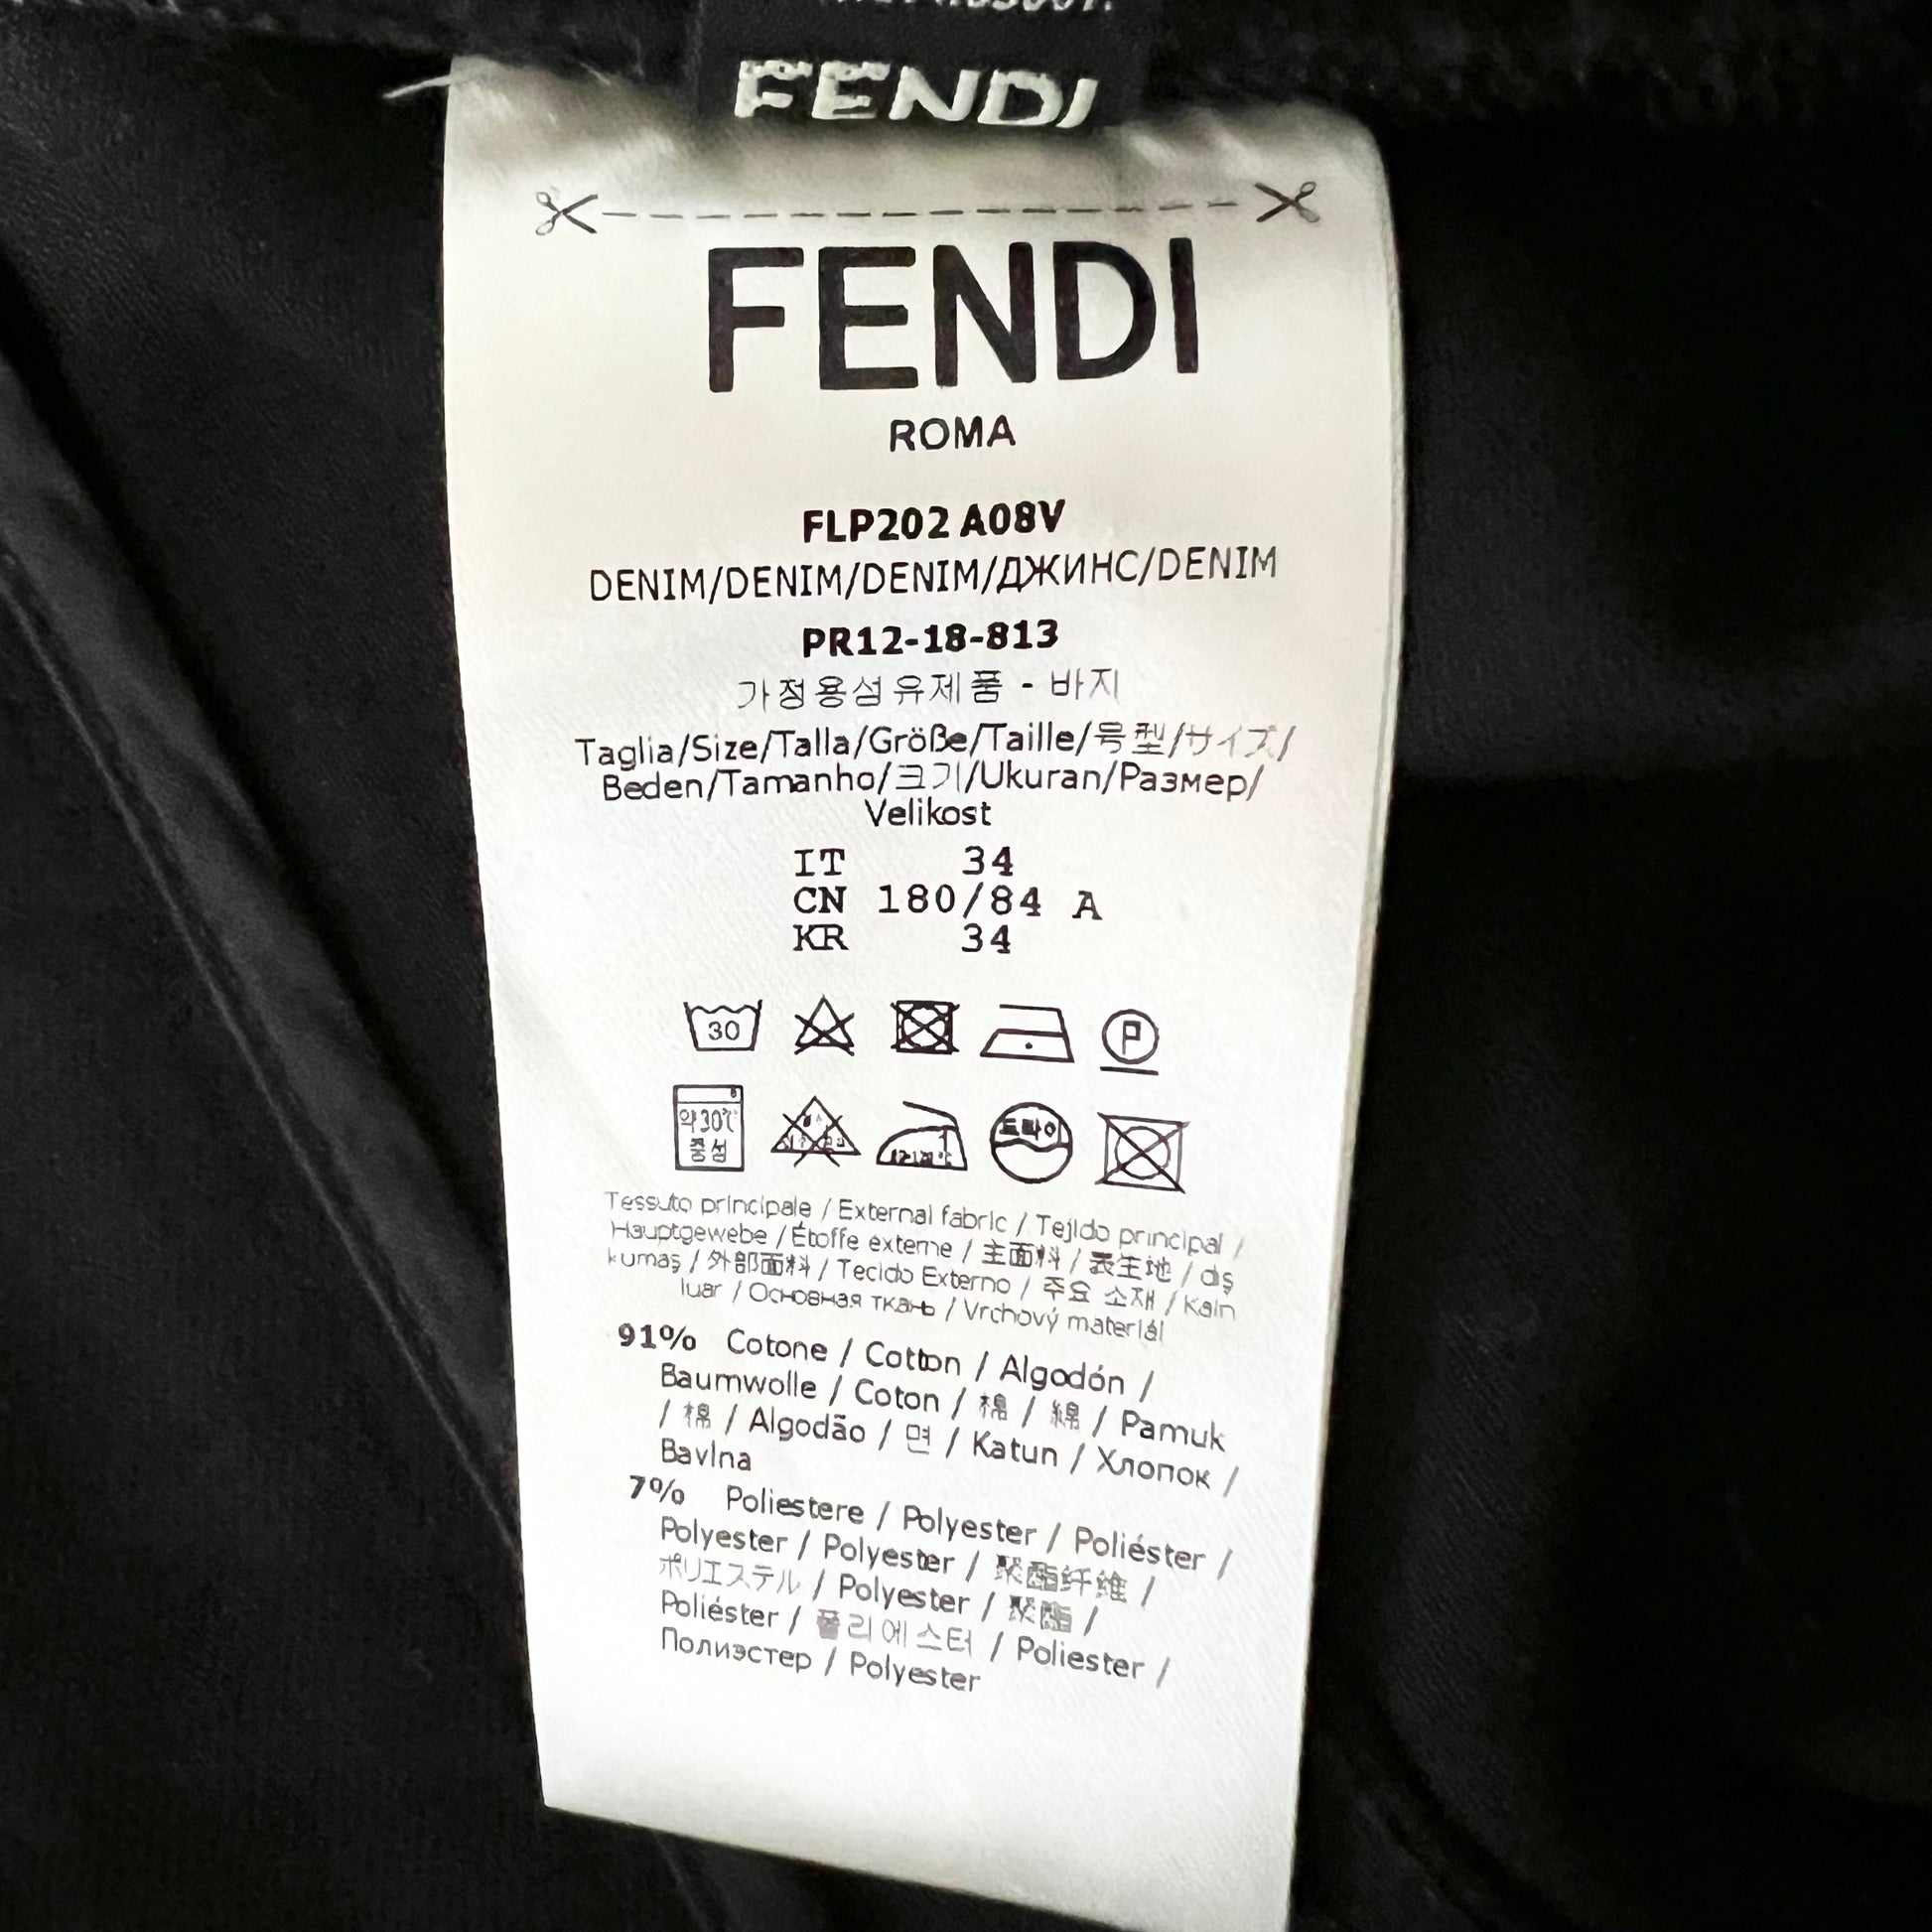 FENDI
FENDI
ROMA
FLP202 A08V
DENIM/DENIM/DENIM/ДЖИНС/DENIM
PR12-18-813
가정용섬유제품 - 바지
Taglia/Size/Talla/Größe/Taille/号型/サイズ/
Beden/Tamanho/크기/Ukuran/Размер/
Velikost
IT 34
CN 180/84 A
KR 34
30 P
약30℃ 드라이
중성
Tessuto principale / External fabric / Tejido principal /
Hauptgewebe / Étoffe externe / 主面料 / 表生地 / dış
kumaş / 外部面料 / Tecido Externo / 주요 소재 / Kain
luar / Основная ткань / Vrchový materiál
91% Cotone / Cotton / Algodón /
Baumwolle / Coton / 棉 / 綿 / Pamuk
/ 棉 / Algodão / 면 / Katun / Хлопок /
Bavlna
7% Poliestere / Polyester / Poliéster /
Polyester / Polyester / 聚酯纤维 /
ポリエステル / Polyester / 聚酯 /
Poliéster / 폴리에스터 / Poliester /
Полиэстер / Polyester